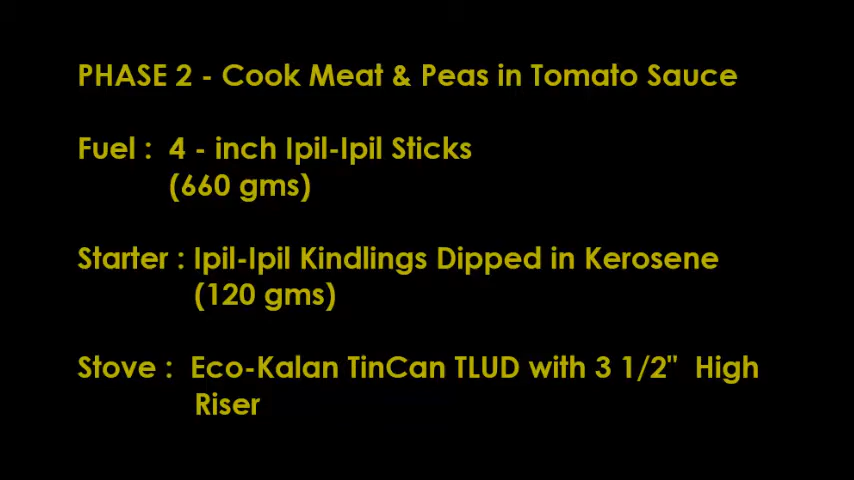 PHASE 2 - Cook Meat & Peas in Tomato Sauce
Fuel : 4 - inch Ipil-Ipil Sticks
(660 gms)
Starter : Ipil-Ipil Kindlings Dipped in Kerosene
(120 gms)
Stove : Eco-Kalan TinCan TLUD with 3 1/2" High
Riser